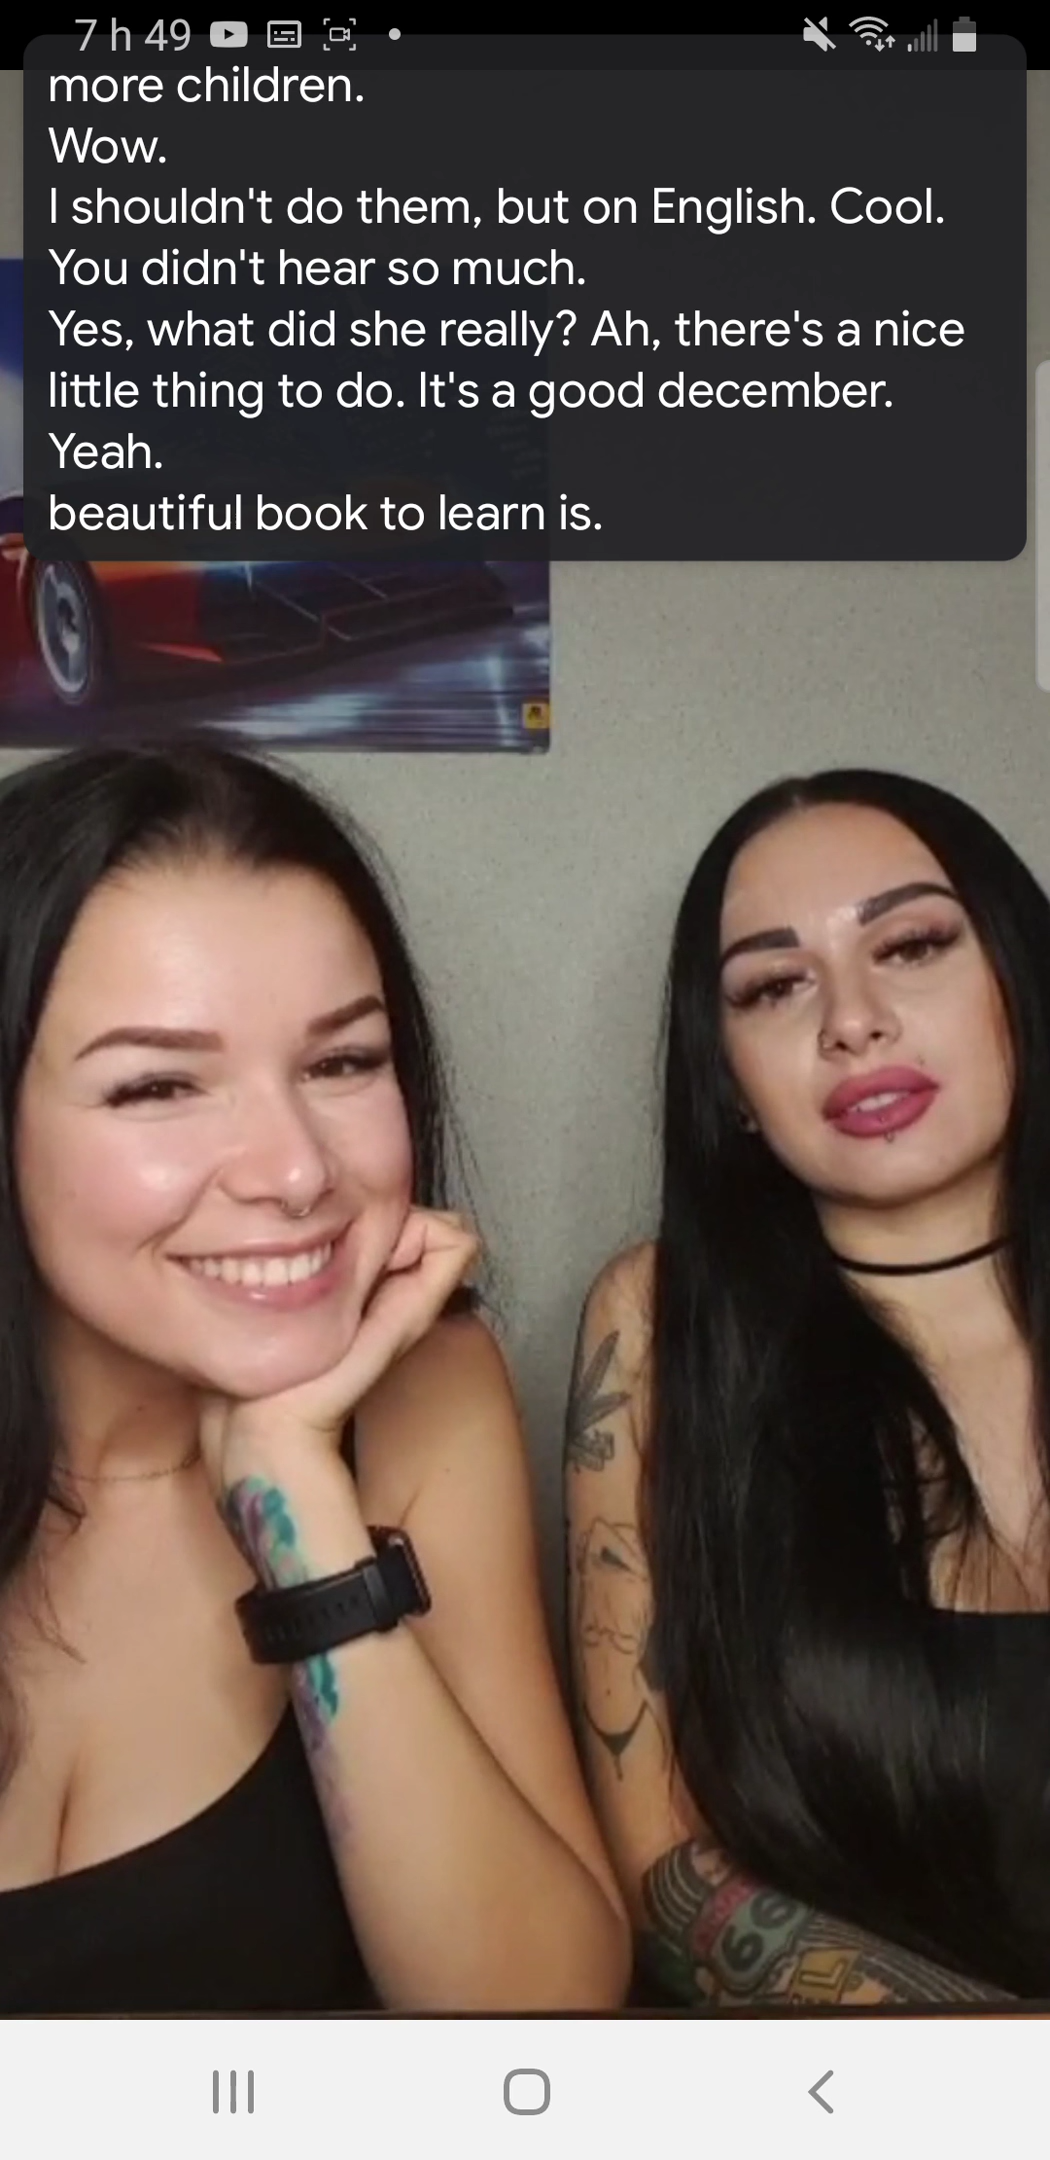 7 h 49
more children.
Wow.
I shouldn't do them, but on English. Cool.
You didn't hear so much.
Yes, what did she really? Ah, there's a nice
little thing to do. It's a good december.
Yeah.
beautiful book to learn is.
66